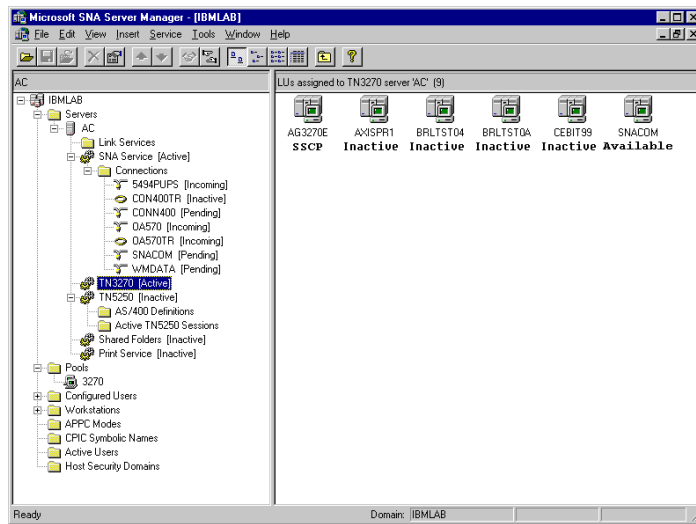 Microsoft SNA Server Manager - [IBMLAB]
File Edit View Insert Service Tools Window Help
AC
LUs assigned to TN3270 server 'AC' (9)
IBMLAB
Servers
AC
Link Services
SNA Service [Active]
Connections
5494PUPS [Incoming]
CON400TR [Inactive]
CONN400 [Pending]
OA570 [Incoming]
OA570TR [Incoming]
SNACOM [Pending]
WMDATA [Pending]
TN3270 [Active]
TN5250 [Inactive]
AS/400 Definitions
Active TN5250 Sessions
Shared Folders [Inactive]
Print Service [Inactive]
Pools
3270
Configured Users
Workstations
APPC Modes
CPIC Symbolic Names
Active Users
Host Security Domains
AG3270E AXISPR1 BRLTST04 BRLTST0A CEBIT99 SNACOM
SSCP Inactive Inactive Inactive Inactive Available
Ready Domain: IBMLAB